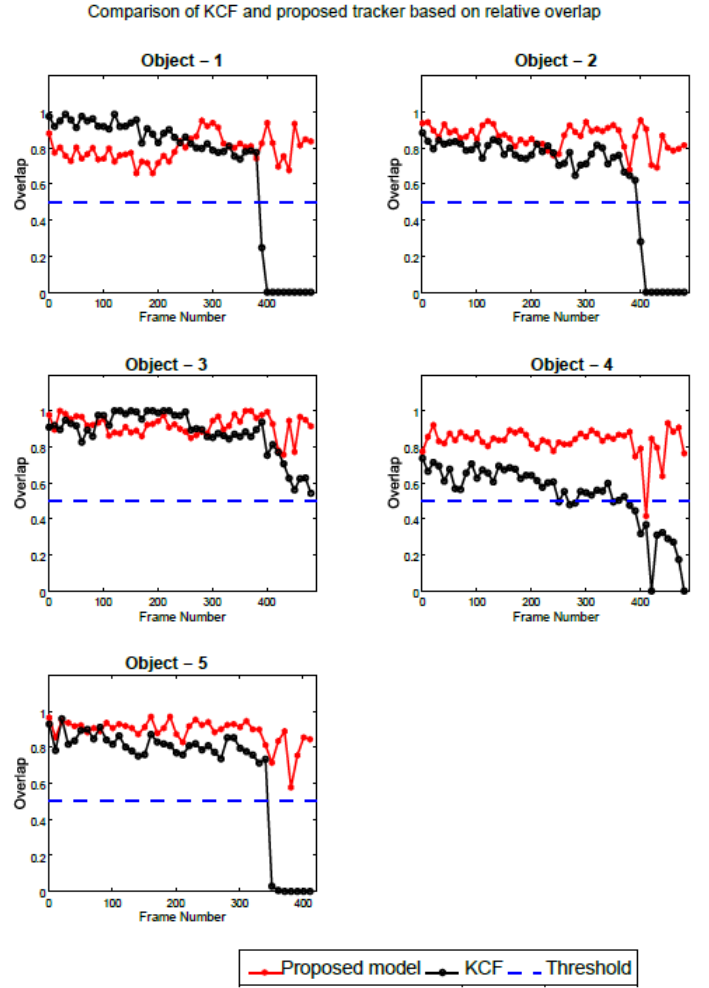 Comparison of KCF and proposed tracker based on relative overlap
Object – 1
1
0.8
0.6
0.4
0.2
0
Overlap
0 100 200 300 400
Frame Number
Object – 2
1
0.8
0.6
0.4
0.2
0
Overlap
0 100 200 300 400
Frame Number
Object – 3
1
0.8
0.6
0.4
0.2
0
Overlap
0 100 200 300 400
Frame Number
Object – 4
1
0.8
0.6
0.4
0.2
0
Overlap
0 100 200 300 400
Frame Number
Object – 5
1
0.8
0.6
0.4
0.2
0
Overlap
0 100 200 300 400
Frame Number
Proposed model KCF Threshold